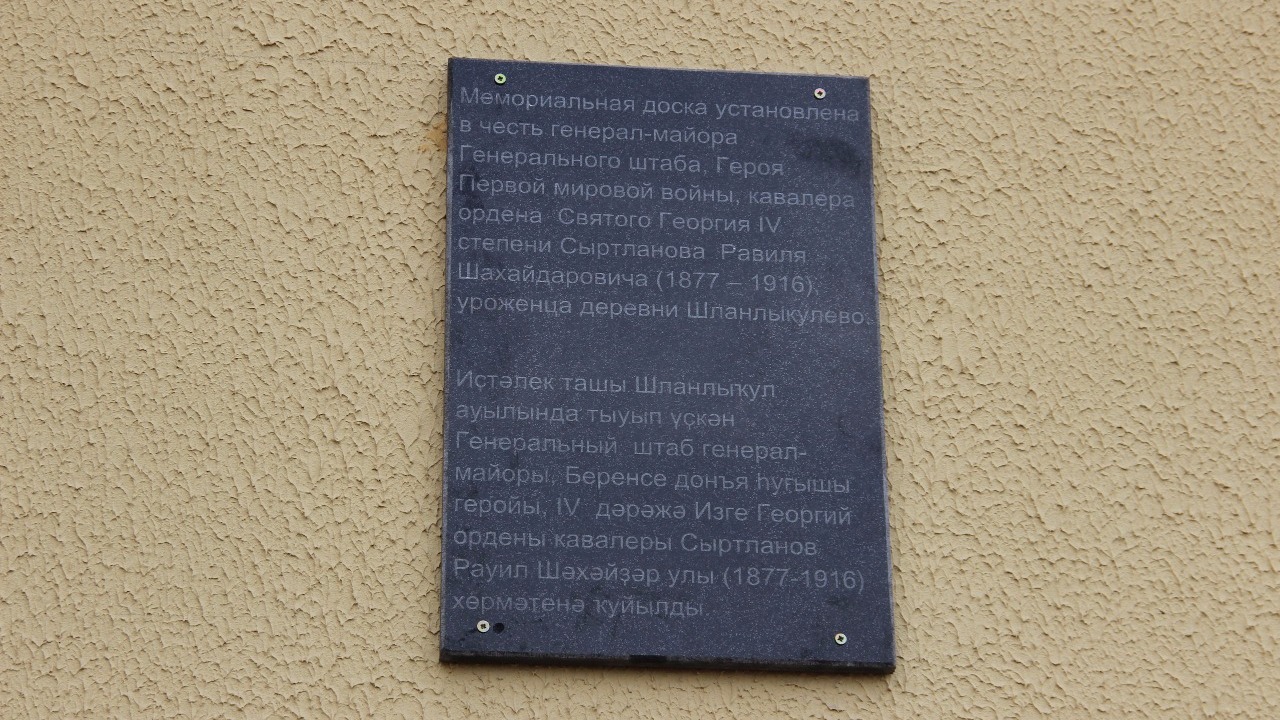 Мемориальная доска установлена
в честь генерал-майора
Генерального штаба, Героя
Первой мировой войны, кавалера
ордена Святого Георгия IV
степени Сыртланова Равиля
Шахайдаровича (1877 – 1916),
уроженца деревни Шланлыкулево.
Иҫтәлек ташы Шланлыҡул
ауылында тыуып үҫкән
Генеральный штаб генерал-
майоры, Беренсе донъя һуғышы
геройы, IV дәрәжә Изге Георгий
ордены кавалеры Сыртланов
Рауил Шәхәйҙәр улы (1877-1916)
хөрмәтенә ҡуйылды.